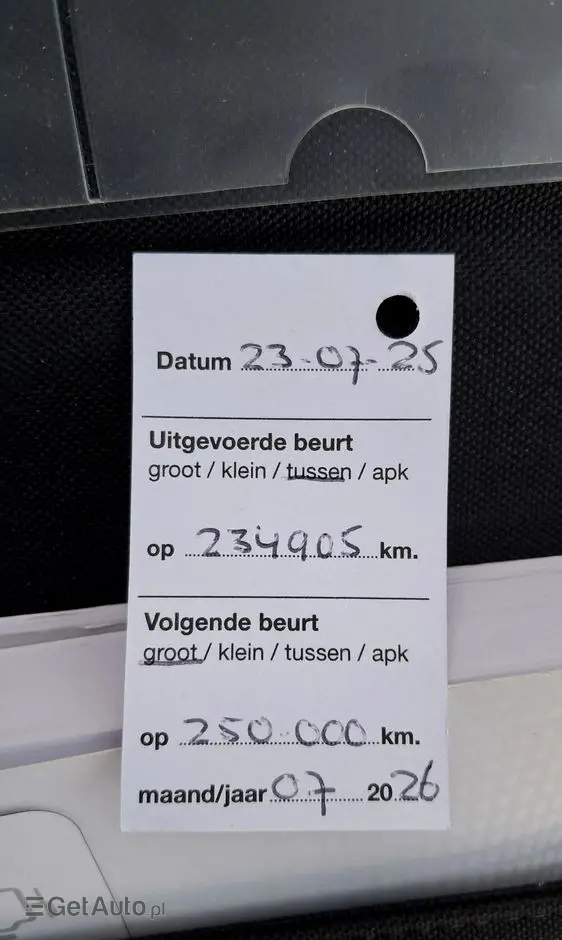 Datum 23-07-25
Uitgevoerde beurt
groot / klein / tussen / apk
op 234905 km.
Volgende beurt
groot / klein / tussen / apk
op 250.000 km.
maand/jaar 07 2026
GetAuto.pl